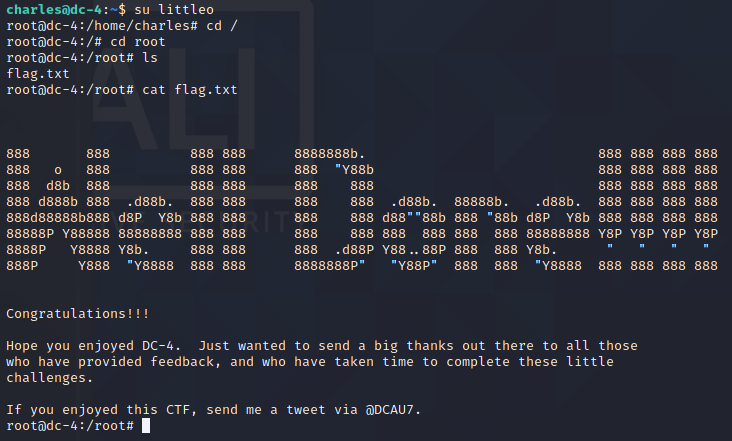 charles@dc-4:~$ su littleo
root@dc-4:/home/charles# cd /
root@dc-4:/# cd root
root@dc-4:/root# ls
flag.txt
root@dc-4:/root# cat flag.txt
888       888          888 888      8888888b.                             888 888 888 888
888   o   888          888 888      888  "Y88b                            888 888 888 888
888  d8b  888          888 888      888    888                            888 888 888 888
888 d888b 888  .d88b.  888 888      888    888  .d88b.  88888b.   .d88b.  888 888 888 888
888d88888b888 d8P  Y8b 888 888      888    888 d88""88b 888 "88b d8P  Y8b 888 888 888 888
88888P Y88888 88888888 888 888      888    888 888  888 888  888 88888888 Y8P Y8P Y8P Y8P
8888P   Y8888 Y8b.     888 888      888  .d88P Y88..88P 888  888 Y8b.      "   "   "   "
888P     Y888  "Y8888  888 888      8888888P"   "Y88P"  888  888  "Y8888  888 888 888 888
Congratulations!!!
Hope you enjoyed DC-4.  Just wanted to send a big thanks out there to all those
who have provided feedback, and who have taken time to complete these little
challenges.
If you enjoyed this CTF, send me a tweet via @DCAU7.
root@dc-4:/root#